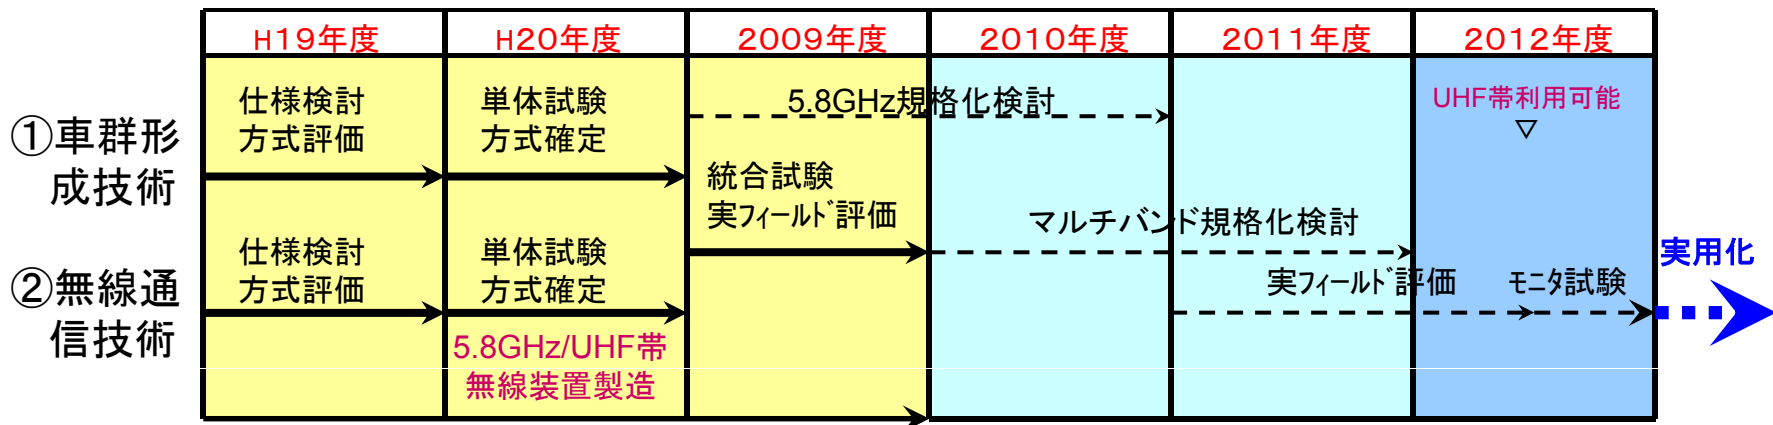 H19年度
H20年度
2009年度
2010年度
2011年度
2012年度
①車群形
成技術
仕様検討
方式評価
単体試験
方式確定
5.8GHz規格化検討
UHF帯利用可能
▽
統合試験
実フィールド評価
マルチバンド規格化検討
②無線通
信技術
仕様検討
方式評価
単体試験
方式確定
5.8GHz/UHF帯
無線装置製造
実フィールド評価
モニタ試験
実用化